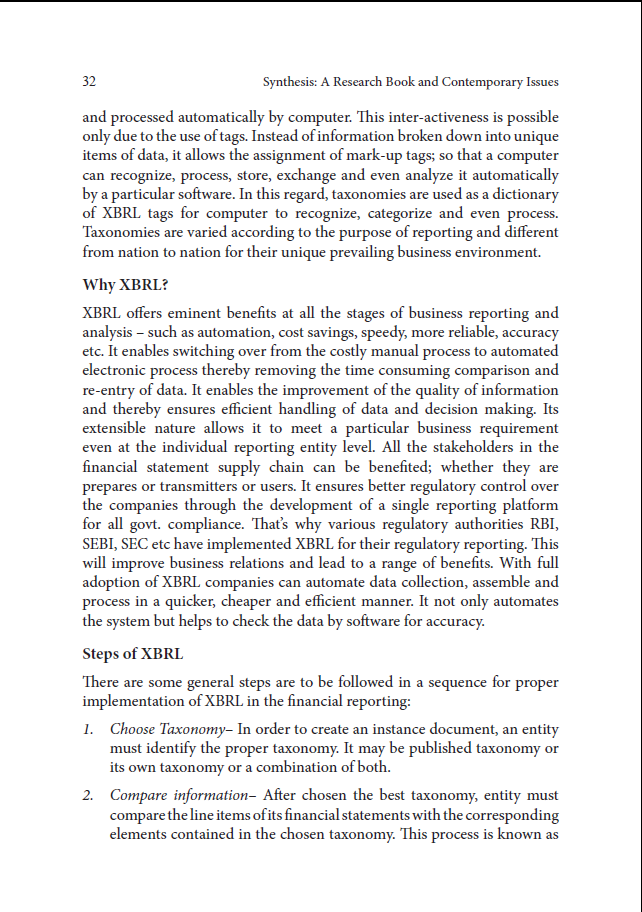 32 Synthesis: A Research Book and Contemporary Issues
and processed automatically by computer. This inter-activeness is possible
only due to the use of tags. Instead of information broken down into unique
items of data, it allows the assignment of mark-up tags; so that a computer
can recognize, process, store, exchange and even analyze it automatically
by a particular software. In this regard, taxonomies are used as a dictionary
of XBRL tags for computer to recognize, categorize and even process.
Taxonomies are varied according to the purpose of reporting and different
from nation to nation for their unique prevailing business environment.
Why XBRL?
XBRL offers eminent benefits at all the stages of business reporting and
analysis – such as automation, cost savings, speedy, more reliable, accuracy
etc. It enables switching over from the costly manual process to automated
electronic process thereby removing the time consuming comparison and
re-entry of data. It enables the improvement of the quality of information
and thereby ensures efficient handling of data and decision making. Its
extensible nature allows it to meet a particular business requirement
even at the individual reporting entity level. All the stakeholders in the
financial statement supply chain can be benefited; whether they are
prepares or transmitters or users. It ensures better regulatory control over
the companies through the development of a single reporting platform
for all govt. compliance. That's why various regulatory authorities RBI,
SEBI, SEC etc have implemented XBRL for their regulatory reporting. This
will improve business relations and lead to a range of benefits. With full
adoption of XBRL companies can automate data collection, assemble and
process in a quicker, cheaper and efficient manner. It not only automates
the system but helps to check the data by software for accuracy.
Steps of XBRL
There are some general steps are to be followed in a sequence for proper
implementation of XBRL in the financial reporting:
1. Choose Taxonomy– In order to create an instance document, an entity
must identify the proper taxonomy. It may be published taxonomy or
its own taxonomy or a combination of both.
2. Compare information– After chosen the best taxonomy, entity must
compare the line items of its financial statements with the corresponding
elements contained in the chosen taxonomy. This process is known as